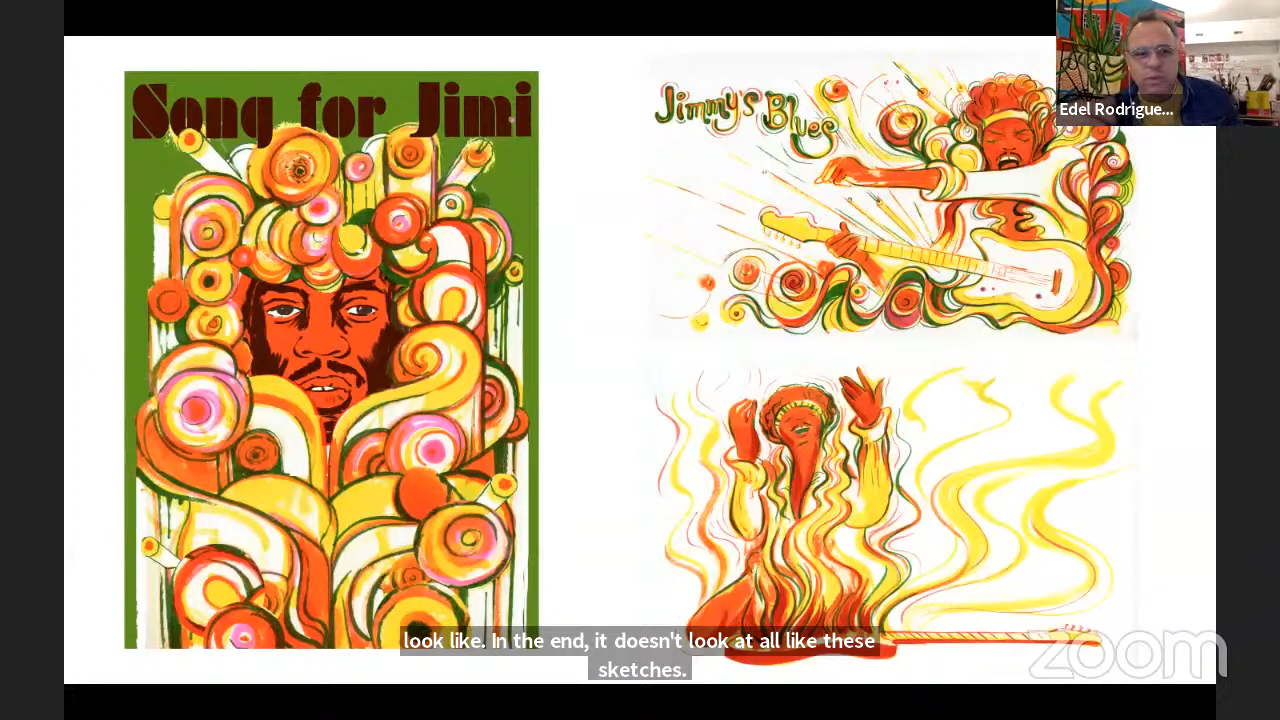 Song for Jimi
Jimmy's Blues
Edel Rodrigue...
look like. In the end, it doesn't look at all like these
sketches.
zoom